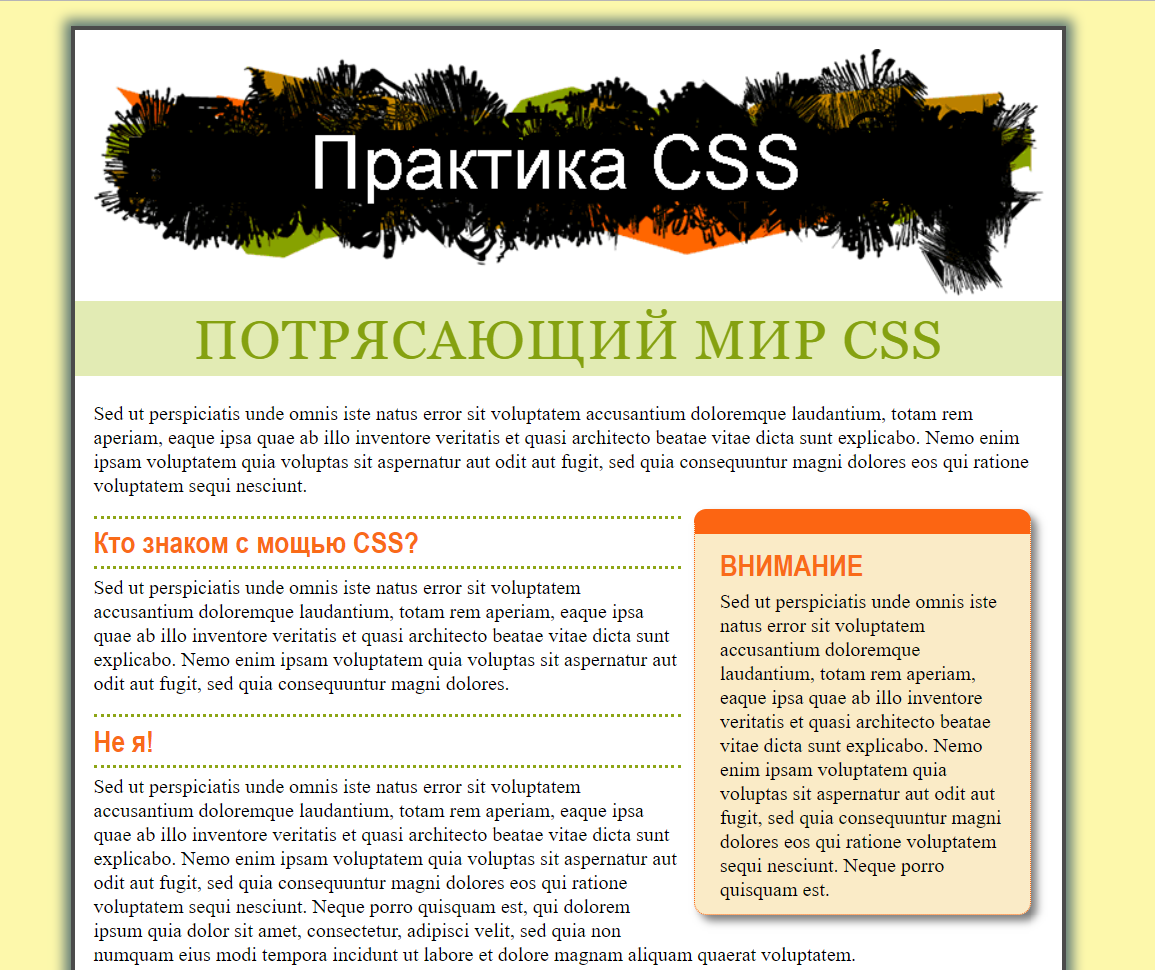 Практика CSS
ПОТРЯСАЮЩИЙ МИР CSS
Sed ut perspiciatis unde omnis iste natus error sit voluptatem accusantium doloremque laudantium, totam rem
aperiam, eaque ipsa quae ab illo inventore veritatis et quasi architecto beatae vitae dicta sunt explicabo. Nemo enim
ipsam voluptatem quia voluptas sit aspernatur aut odit aut fugit, sed quia consequuntur magni dolores eos qui ratione
voluptatem sequi nesciunt.
Кто знаком с мощью CSS?
Sed ut perspiciatis unde omnis iste natus error sit voluptatem
accusantium doloremque laudantium, totam rem aperiam, eaque ipsa
quae ab illo inventore veritatis et quasi architecto beatae vitae dicta sunt
explicabo. Nemo enim ipsam voluptatem quia voluptas sit aspernatur aut
odit aut fugit, sed quia consequuntur magni dolores.
Не я!
Sed ut perspiciatis unde omnis iste natus error sit voluptatem
accusantium doloremque laudantium, totam rem aperiam, eaque ipsa
quae ab illo inventore veritatis et quasi architecto beatae vitae dicta sunt
explicabo. Nemo enim ipsam voluptatem quia voluptas sit aspernatur aut
odit aut fugit, sed quia consequuntur magni dolores eos qui ratione
voluptatem sequi nesciunt. Neque porro quisquam est, qui dolorem
ipsum quia dolor sit amet, consectetur, adipisci velit, sed quia non
numquam eius modi tempora incidunt ut labore et dolore magnam aliquam quaerat voluptatem.
ВНИМАНИЕ
Sed ut perspiciatis unde omnis iste
natus error sit voluptatem
accusantium doloremque
laudantium, totam rem aperiam,
eaque ipsa quae ab illo inventore
veritatis et quasi architecto beatae
vitae dicta sunt explicabo. Nemo
enim ipsam voluptatem quia
voluptas sit aspernatur aut odit aut
fugit, sed quia consequuntur magni
dolores eos qui ratione voluptatem
sequi nesciunt. Neque porro
quisquam est.